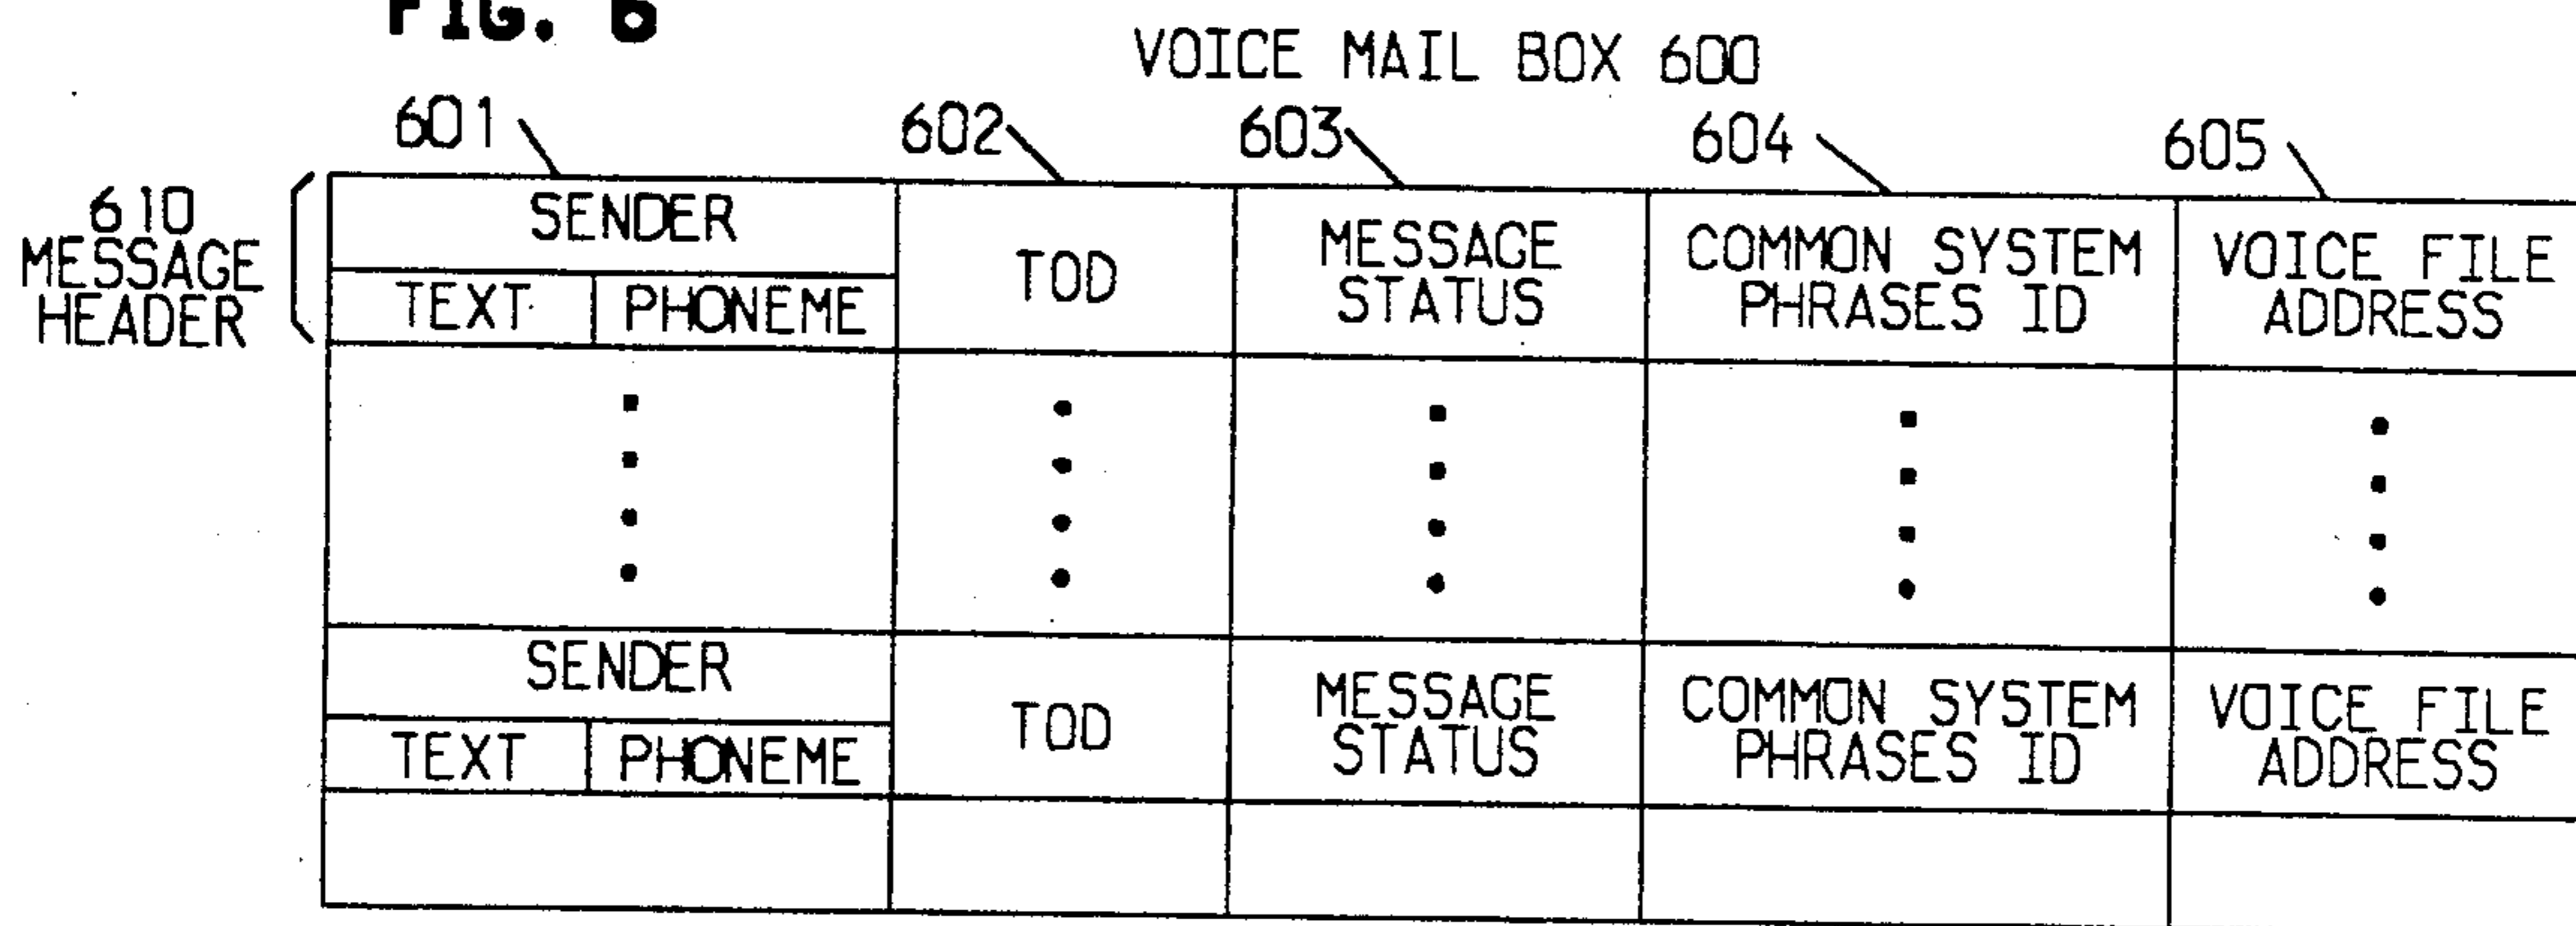 FIG. 6
VOICE MAIL BOX 600
601 602 603 604 605
610
MESSAGE
HEADER
SENDER
TEXT PHONEME
TOD
MESSAGE
STATUS
COMMON SYSTEM
PHRASES ID
VOICE FILE
ADDRESS
SENDER
TEXT PHONEME
TOD
MESSAGE
STATUS
COMMON SYSTEM
PHRASES ID
VOICE FILE
ADDRESS